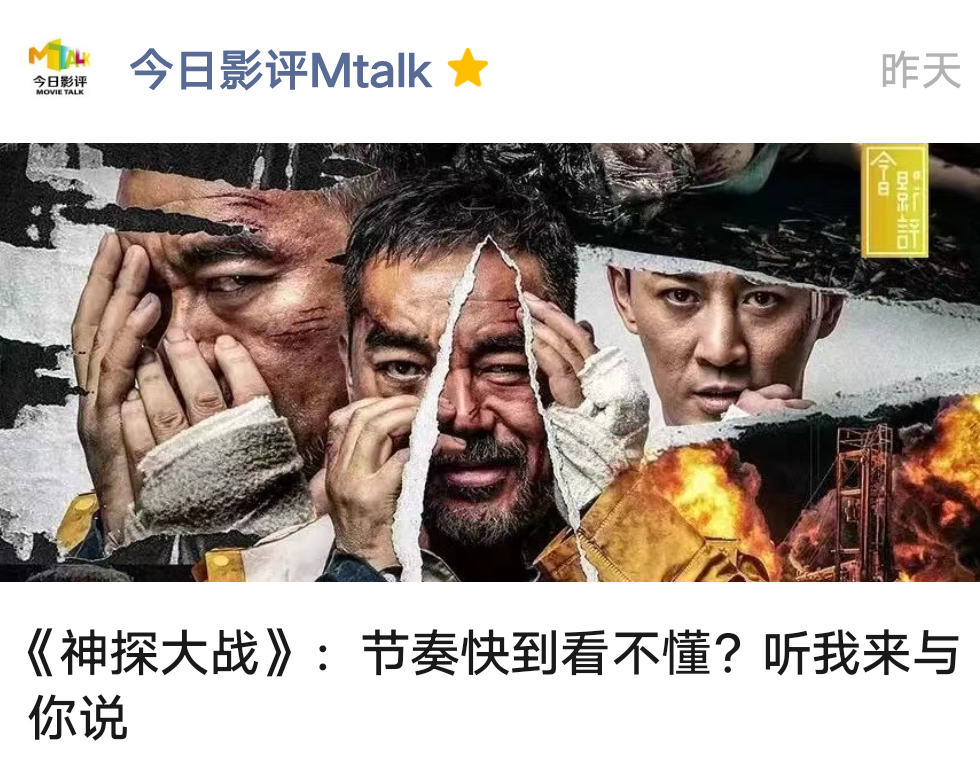 MTALK
今日影评
MOVIE TALK
今日影评Mtalk
昨天
今日影評
《神探大战》：节奏快到看不懂？听我来与
你说